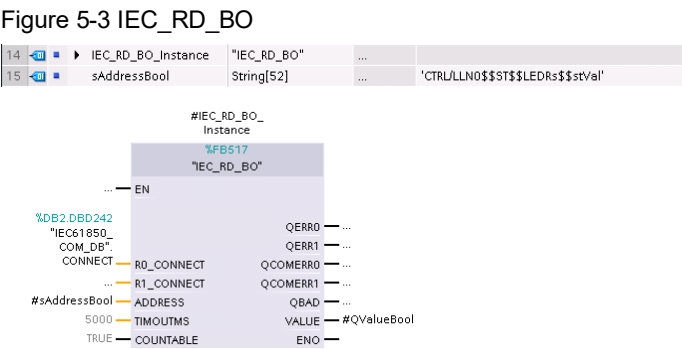 Figure 5-3 IEC_RD_BO
14 IEC_RD_BO_Instance "IEC_RD_BO" ...
15 sAddressBool String[52] ... 'CTRL/LLN0$$ST$$LEDRs$$stVal'
#IEC_RD_BO_
Instance
%FB517
"IEC_RD_BO"
... EN
%DB2.DBD242
"IEC61850_
COM_DB".
CONNECT R0_CONNECT
... R1_CONNECT
#sAddressBool ADDRESS
5000 TIMOUTMS
TRUE COUNTABLE
QERR0 ...
QERR1 ...
QCOMERR0 ...
QCOMERR1 ...
QBAD ...
VALUE #QValueBool
ENO